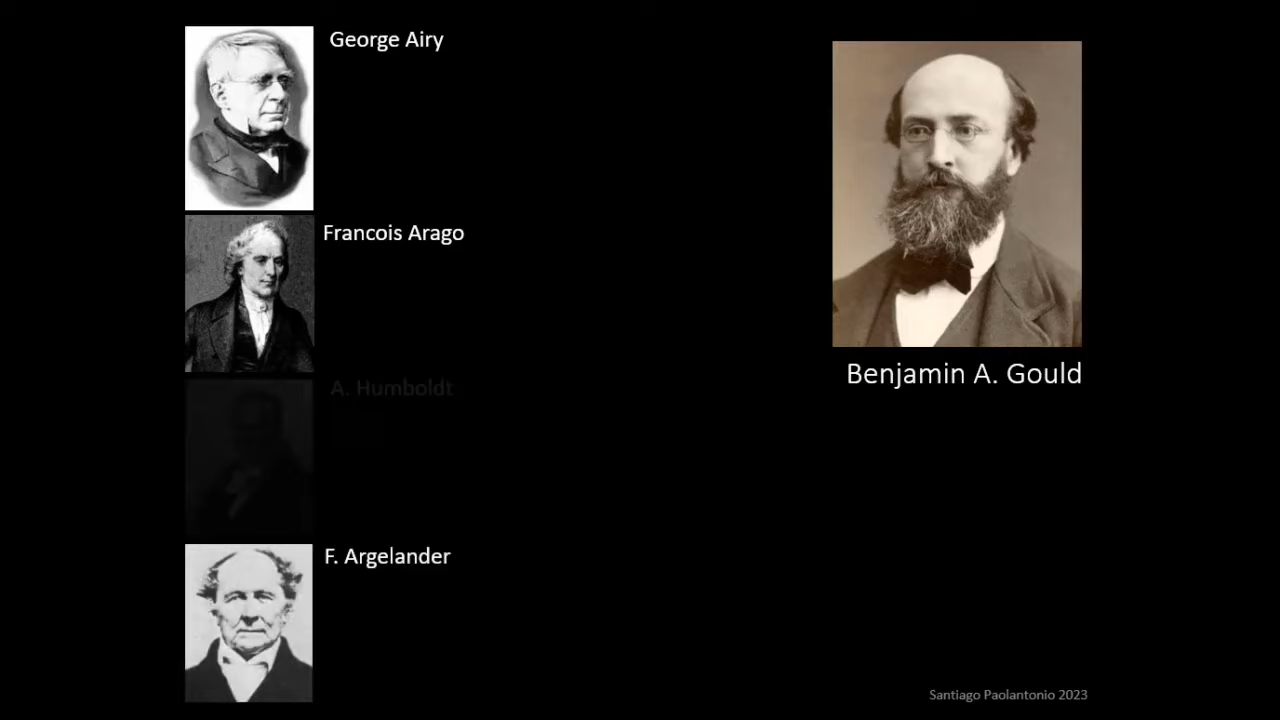 George Airy
Francois Arago
A. Humboldt
F. Argelander
Benjamin A. Gould
Santiago Paolantonio 2023